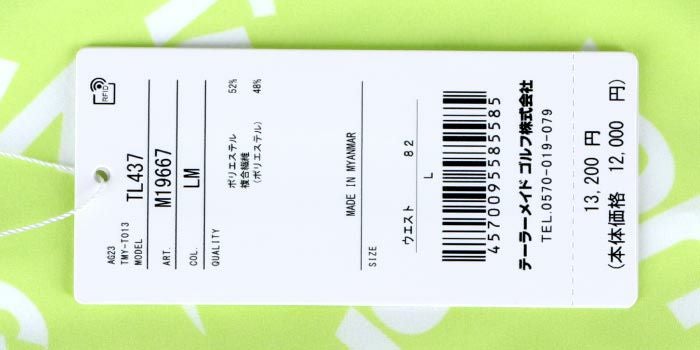 RFID
AG23
TMY-T013
MODEL TL437
ART. M19667
COL. LM
QUALITY
ポリエステル 52%
複合繊維 48%
(ポリエステル)
MADE IN MYANMAR
SIZE
ウエスト 82
L
4570095585585
テーラーメイド ゴルフ株式会社
TEL.0570-019-079
13,200 円
(本体価格 12,000 円)